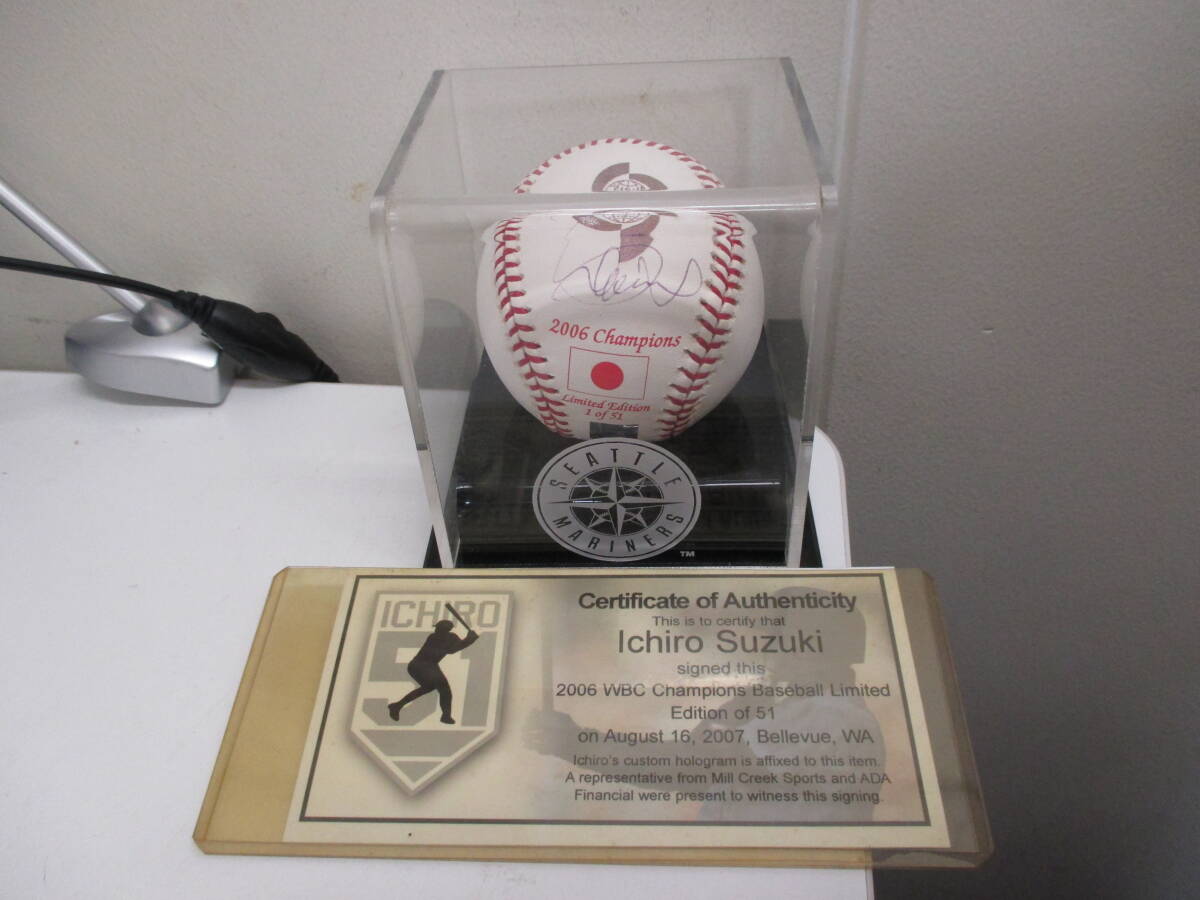 2006 Champions
Limited Edition
1 of 51
SEATTLE
MARINERS
TM
ICHIRO
51
Certificate of Authenticity
This is to certify that
Ichiro Suzuki
signed this
2006 WBC Champions Baseball Limited
Edition of 51
on August 16, 2007, Bellevue, WA
Ichiro's custom hologram is affixed to this item.
A representative from Mill Creek Sports and ADA
Financial were present to witness this signing.